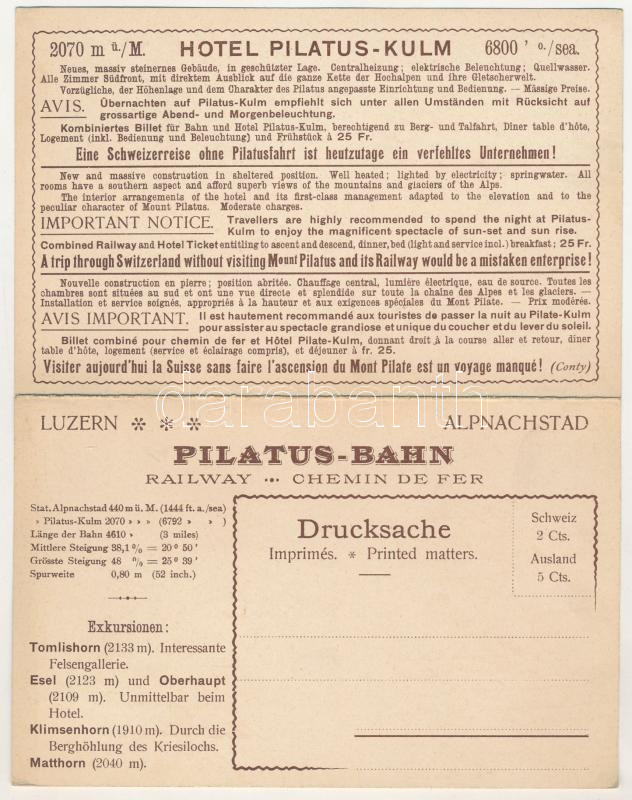 2070 m ü./M. HOTEL PILATUS-KULM 6800 ' o./sea.
Neues, massiv steinernes Gebäude, in geschützter Lage. Centralheizung; elektrische Beleuchtung; Quellwasser.
Alle Zimmer Südfront, mit direktem Ausblick auf die ganze Kette der Hochalpen und ihre Gletscherwelt.
Vorzügliche, der Höhenlage und dem Charakter des Pilatus angepasste Einrichtung und Bedienung. — Mässige Preise.
AVIS. Übernachten auf Pilatus-Kulm empfiehlt sich unter allen Umständen mit Rücksicht auf
grossartige Abend- und Morgenbeleuchtung.
Kombiniertes Billet für Bahn und Hotel Pilatus-Kulm, berechtigend zu Berg- und Talfahrt, Diner table d'hôte,
Logement (inkl. Bedienung und Beleuchtung) und Frühstück à 25 Fr.
Eine Schweizerreise ohne Pilatusfahrt ist heutzutage ein verfehltes Unternehmen!
New and massive construction in sheltered position. Well heated; lighted by electricity; springwater. All
rooms have a southern aspect and afford superb views of the mountains and glaciers of the Alps.
The interior arrangements of the hotel and its first-class management adapted to the elevation and to the
peculiar character of Mount Pilatus. Moderate charges.
IMPORTANT NOTICE. Travellers are highly recommended to spend the night at Pilatus-
Kulm to enjoy the magnificent spectacle of sun-set and sun rise.
Combined Railway and Hotel Ticket entitling to ascent and descend, dinner, bed (light and service incl.) breakfast; 25 Fr.
A trip through Switzerland without visiting Mount Pilatus and its Railway would be a mistaken enterprise!
Nouvelle construction en pierre; position abritée. Chauffage central, lumière électrique, eau de source. Toutes les
chambres sont situées au sud et ont une vue directe et splendide sur toute la chaîne des Alpes et les glaciers. —
Installation et service soignés, appropriés à la hauteur et aux exigences spéciales du Mont Pilate. — Prix modérés.
AVIS IMPORTANT. Il est hautement recommandé aux touristes de passer la nuit au Pilate-Kulm
pour assister au spectacle grandiose et unique du coucher et du lever du soleil.
Billet combiné pour chemin de fer et Hôtel Pilate-Kulm, donnant droit à la course aller et retour, diner
table d'hôte, logement (service et éclairage compris), et déjeuner à fr. 25.
Visiter aujourd'hui la Suisse sans faire l'ascension du Mont Pilate est un voyage manqué! (Conty)
darabanth
LUZERN * * * ALPNACHSTAD
PILATUS-BAHN
RAILWAY ··· CHEMIN DE FER
Stat. Alpnachstad 440 m ü. M. (1444 ft. a./sea)
» Pilatus-Kulm 2070 » » » (6792 » » )
Länge der Bahn 4610 » (3 miles)
Mittlere Steigung 38,1 % = 20° 50'
Grösste Steigung 48 % = 25° 39'
Spurweite 0,80 m (52 inch.)
Exkursionen:
Tomlishorn (2133 m). Interessante
Felsengallerie.
Esel (2123 m) und Oberhaupt
(2109 m). Unmittelbar beim
Hotel.
Klimsenhorn (1910 m). Durch die
Berghöhlung des Kriesilochs.
Matthorn (2040 m).
Drucksache
Imprimés. * Printed matters.
Schweiz
2 Cts.
Ausland
5 Cts.